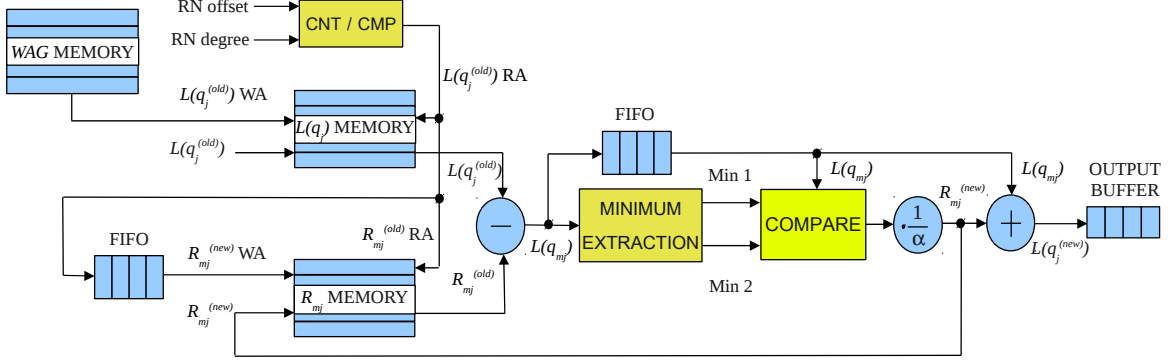 RN offset
RN degree
CNT / CMP
WAG MEMORY
L(q_j^(old)) RA
L(q_j^(old)) WA
L(q_j) MEMORY
L(q_j^(old))
L(q_j^(old))
FIFO
L(q_mj)
L(q_mj)
OUTPUT
BUFFER
Min 1
MINIMUM
EXTRACTION
COMPARE
· 1/α
R_mj^(new)
+
−
L(q_mj)
L(q_j^(new))
Min 2
FIFO
R_mj^(new) WA
R_mj^(old) RA
R_mj^(old)
R_mj MEMORY
R_mj^(new)